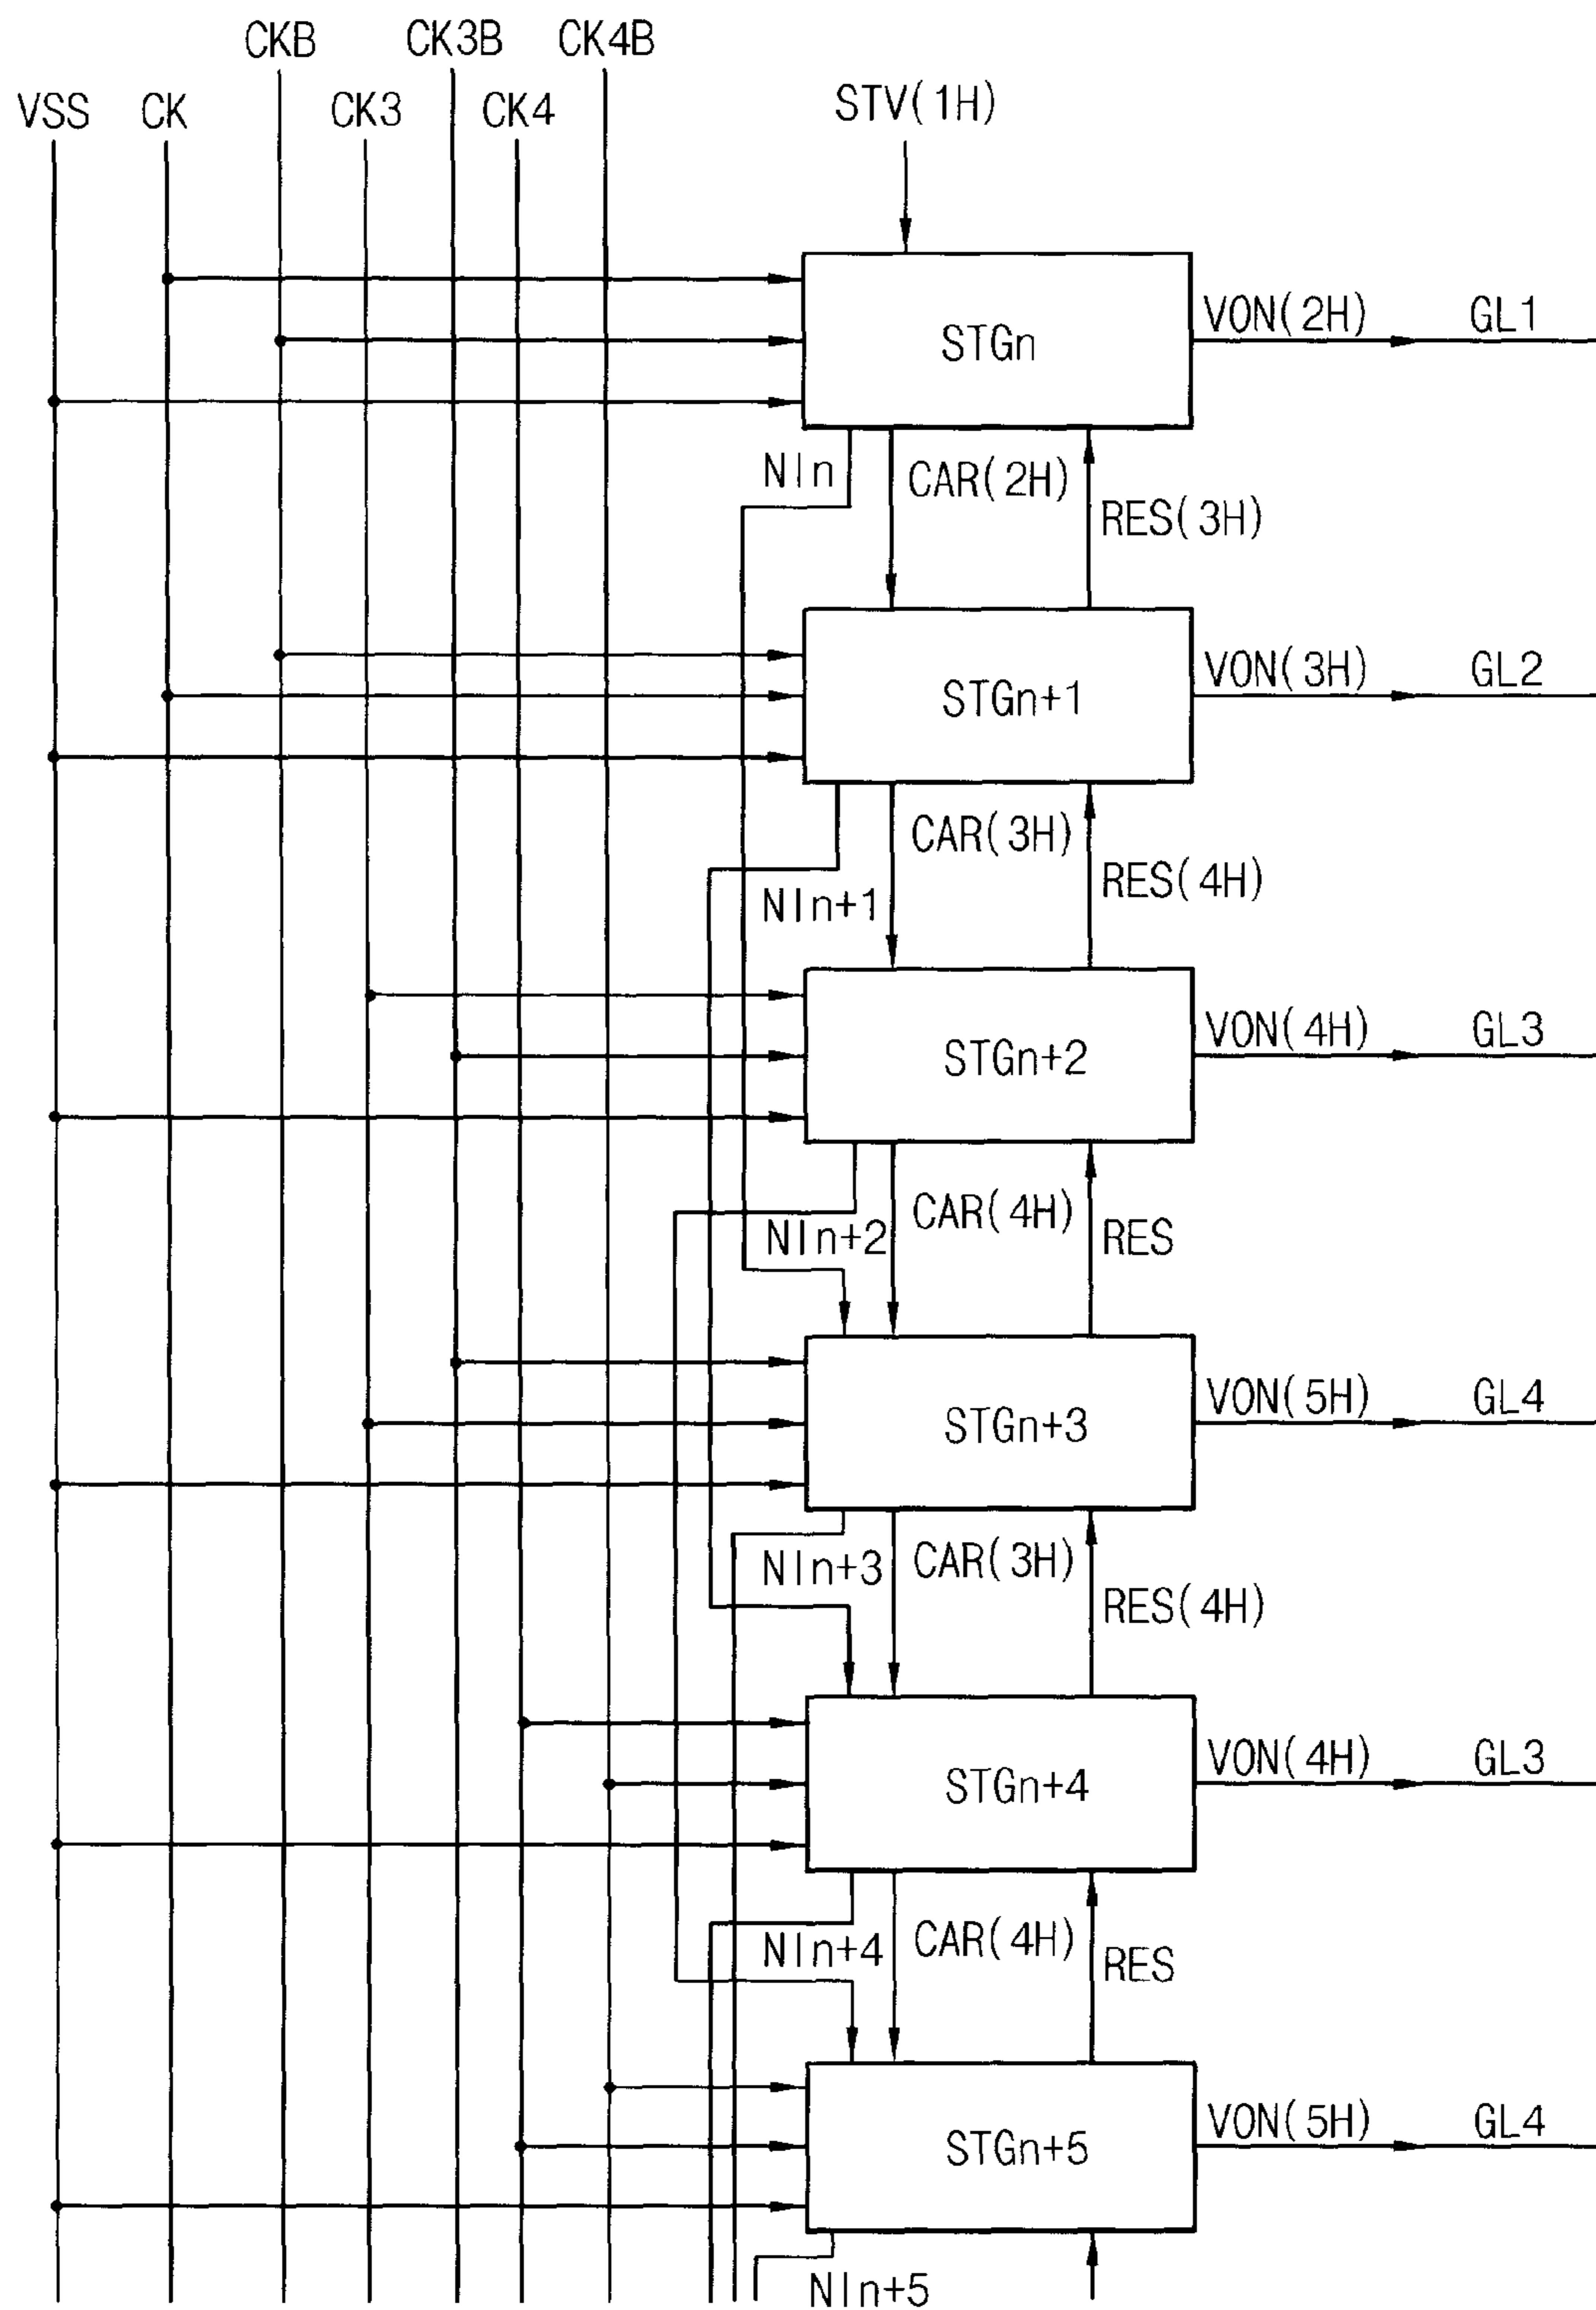 CKB CK3B CK4B
VSS CK CK3 CK4 STV(1H)
STGn VON(2H) GL1
NIn CAR(2H) RES(3H)
STGn+1 VON(3H) GL2
CAR(3H)
NIn+1 RES(4H)
STGn+2 VON(4H) GL3
NIn+2 CAR(4H) RES
STGn+3 VON(5H) GL4
NIn+3 CAR(3H)
RES(4H)
STGn+4 VON(4H) GL3
NIn+4 CAR(4H) RES
STGn+5 VON(5H) GL4
NIn+5